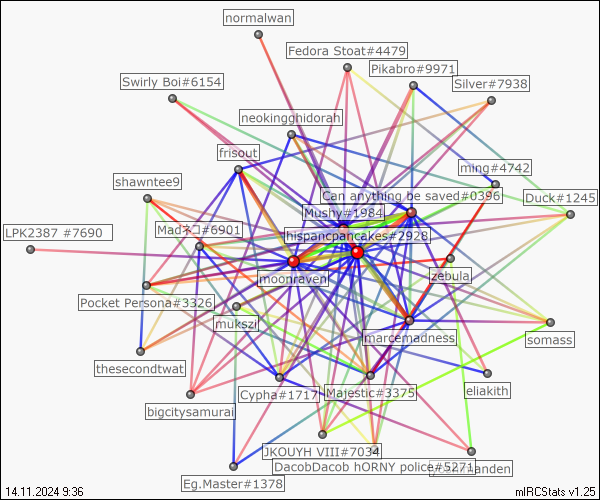 normalwan
Fedora Stoat#4479
Pikabro#9971
Swirly Boi#6154
Silver#7938
neokingghidorah
frisout
ming#4742
shawntee9
Can anything be saved#0396
Duck#1245
Mushy#1984
LPK2387 #7690
Madネコ#6901
hispancpancakes#2928
zebula
moonraven
Pocket Persona#3326
mukszi
marcemadness
somass
thesecondtwat
Cypha#1717
Majestic#3375
eliakith
bigcitysamurai
JKOUYH VIII#7034
DacobDacob hORNY police#5271
Eg.Master#1378
14.11.2024 9:36
mIRCStats v1.25